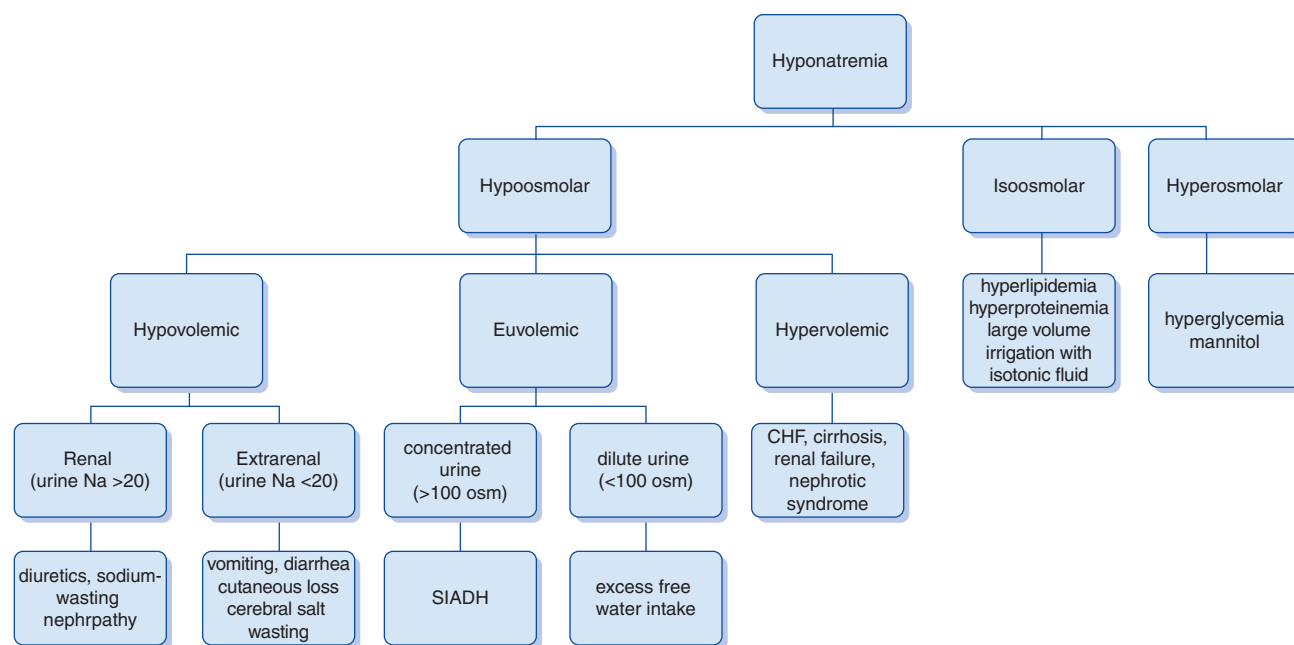 Hyponatremia
Hypoosmolar
Isoosmolar
Hyperosmolar
Hypovolemic
Euvolemic
Hypervolemic
hyperlipidemia
hyperproteinemia
large volume
irrigation with
isotonic fluid
hyperglycemia
mannitol
Renal
(urine Na >20)
Extrarenal
(urine Na <20)
concentrated
urine
(>100 osm)
dilute urine
(<100 osm)
CHF, cirrhosis,
renal failure,
nephrotic
syndrome
diuretics, sodium-
wasting
nephrpathy
vomiting, diarrhea
cutaneous loss
cerebral salt
wasting
SIADH
excess free
water intake